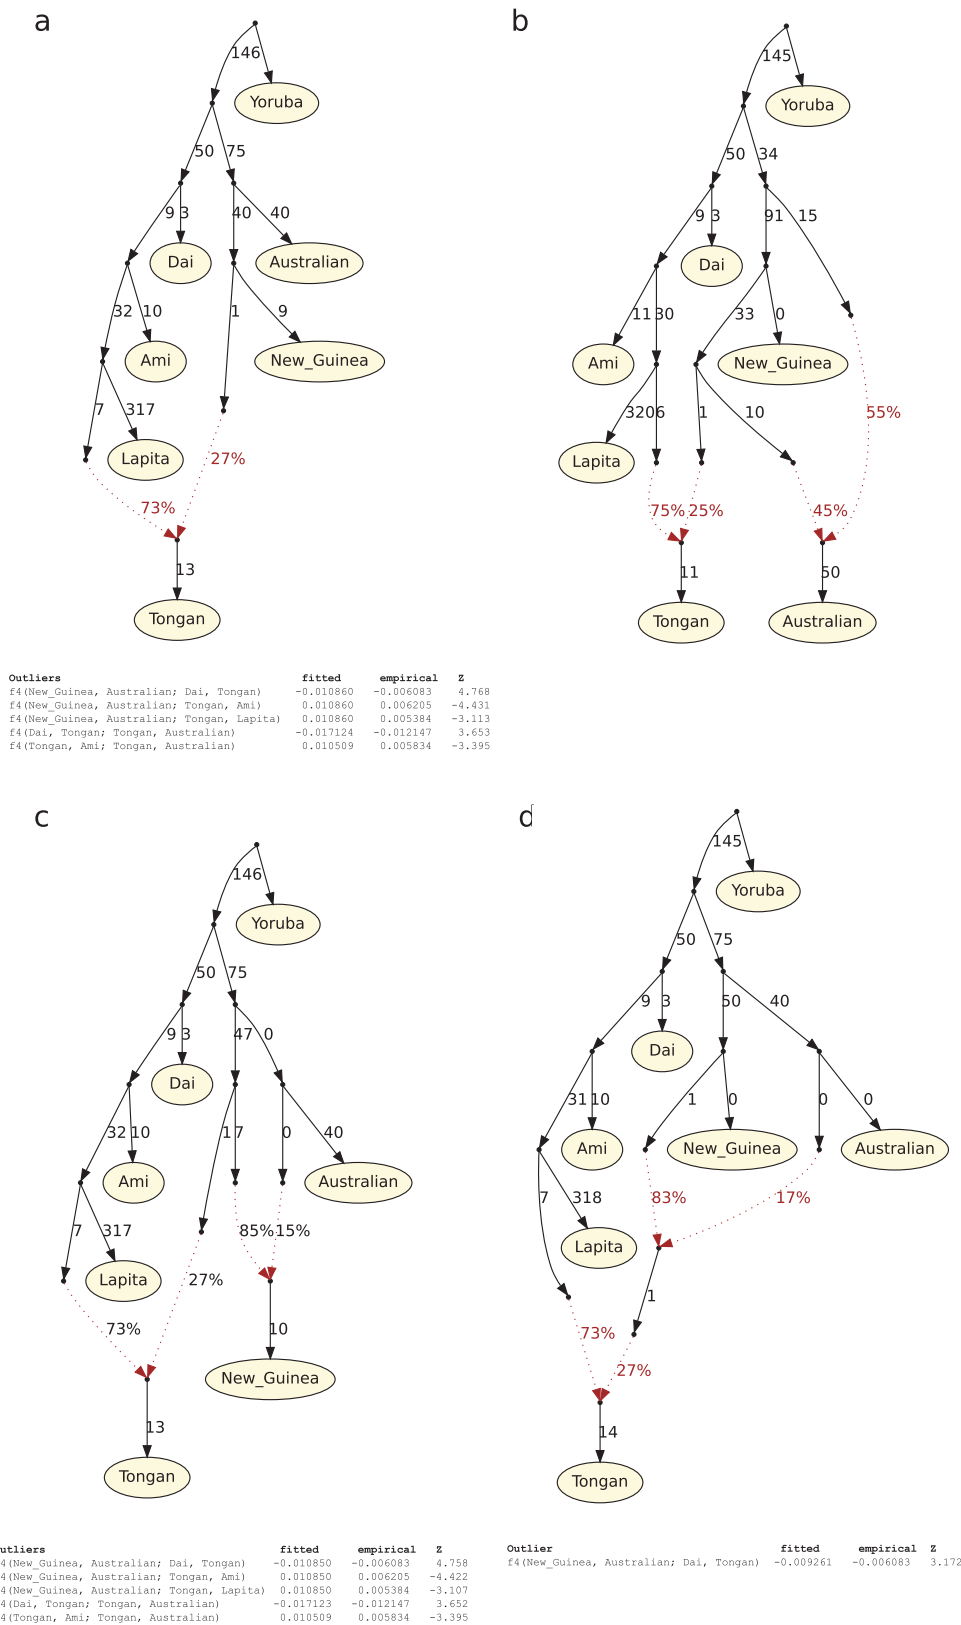 a
146
Yoruba
50 75
9 3 40 40
Dai Australian
32 10 1 9
Ami New_Guinea
7 317
Lapita 27%
73%
13
Tongan
Outliers fitted empirical Z
f4(New_Guinea, Australian; Dai, Tongan) -0.010860 -0.006083 4.768
f4(New_Guinea, Australian; Tongan, Ami) 0.010860 0.006205 -4.431
f4(New_Guinea, Australian; Tongan, Lapita) 0.010860 0.005384 -3.113
f4(Dai, Tongan; Tongan, Australian) -0.017124 -0.012147 3.653
f4(Tongan, Ami; Tongan, Australian) 0.010509 0.005834 -3.395
b
145
Yoruba
50 34
9 3 91 15
Dai
11 30 33 0
Ami New_Guinea
320 6 1 10 55%
Lapita
75% 25% 45%
11 50
Tongan Australian
c
146
Yoruba
50 75
9 3 47 0
Dai
32 10 17 0 40
Ami Australian
7 317 85% 15%
Lapita 27%
73% 10
New_Guinea
13
Tongan
utliers fitted empirical Z
4(New_Guinea, Australian; Dai, Tongan) -0.010850 -0.006083 4.758
4(New_Guinea, Australian; Tongan, Ami) 0.010850 0.006205 -4.422
4(New_Guinea, Australian; Tongan, Lapita) 0.010850 0.005384 -3.107
4(Dai, Tongan; Tongan, Australian) -0.017123 -0.012147 3.652
4(Tongan, Ami; Tongan, Australian) 0.010509 0.005834 -3.395
d
145
Yoruba
50 75
9 3 50 40
Dai
31 10 1 0 0 0
Ami New_Guinea Australian
7 318 83% 17%
Lapita
1
73%
27%
14
Tongan
Outlier fitted empirical Z
f4(New_Guinea, Australian; Dai, Tongan) -0.009261 -0.006083 3.172